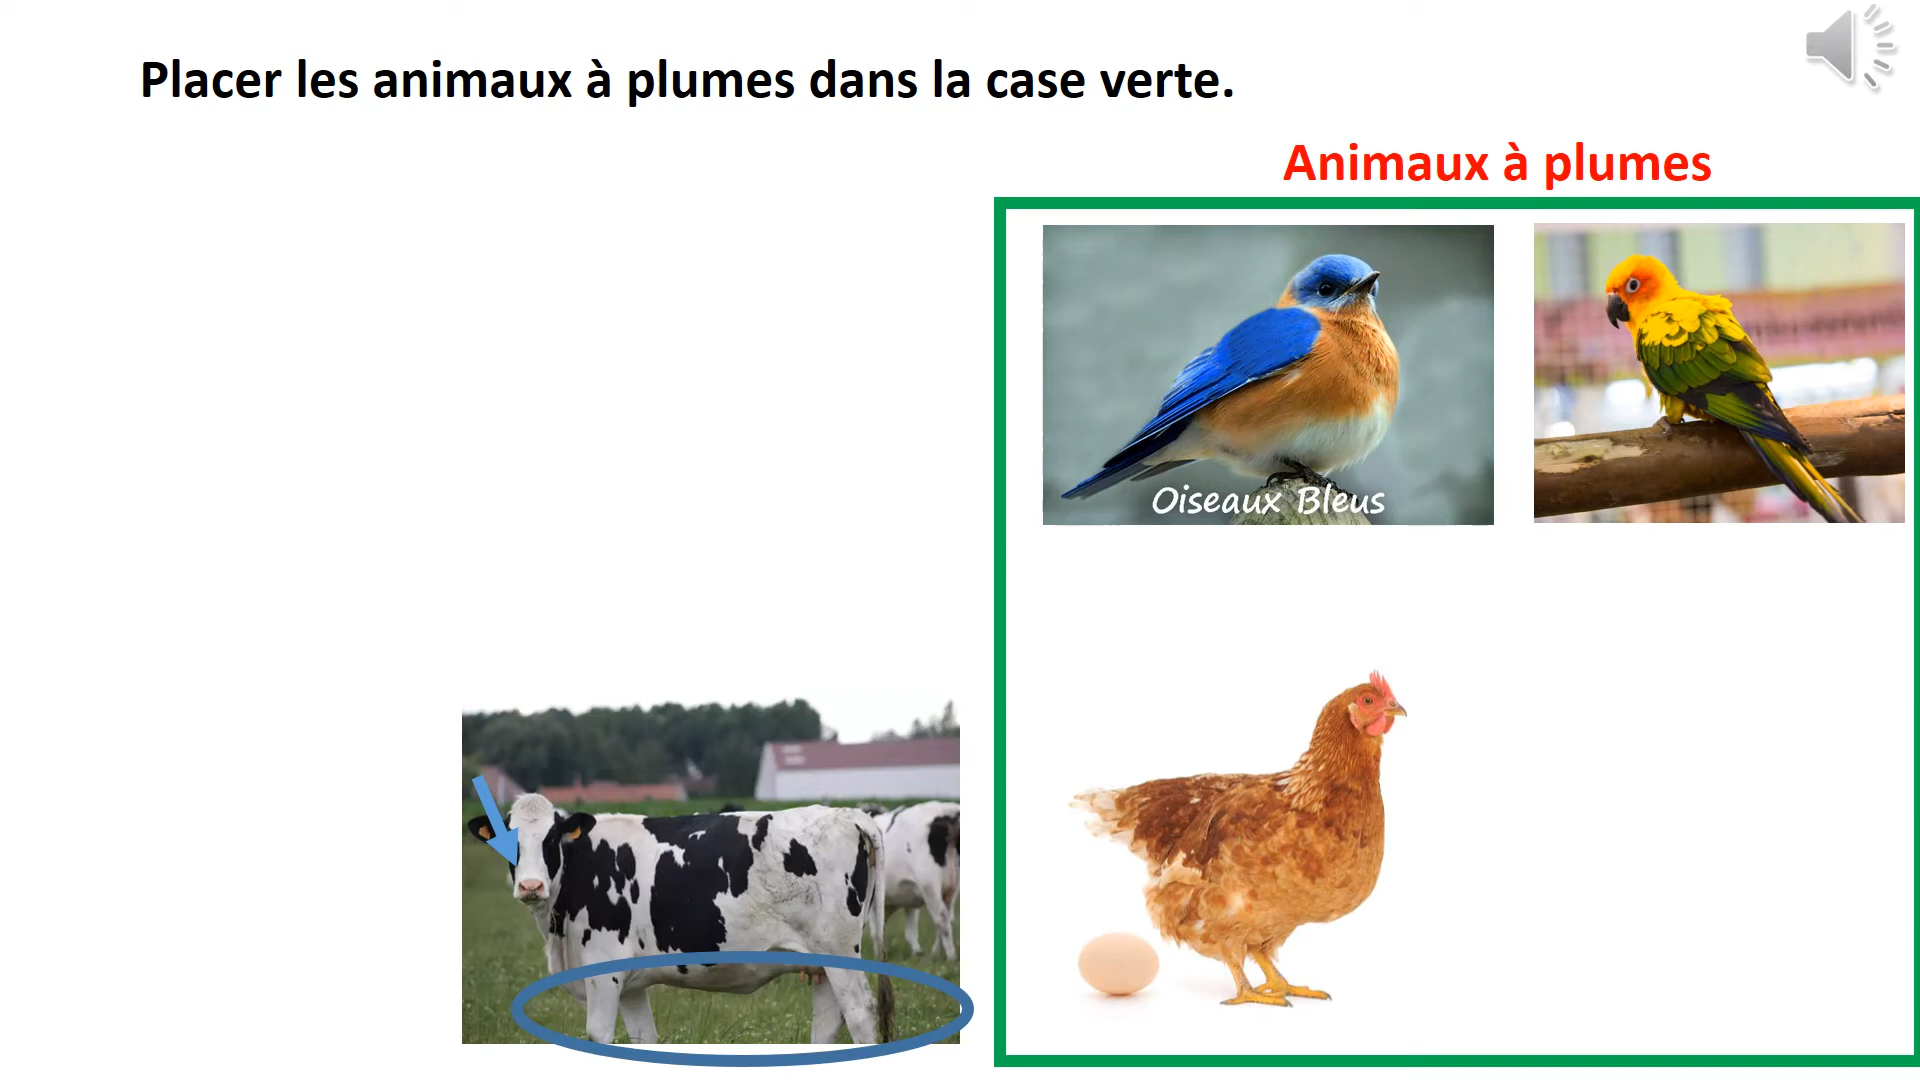 Placer les animaux à plumes dans la case verte.
Animaux à plumes
Oiseaux Bleus